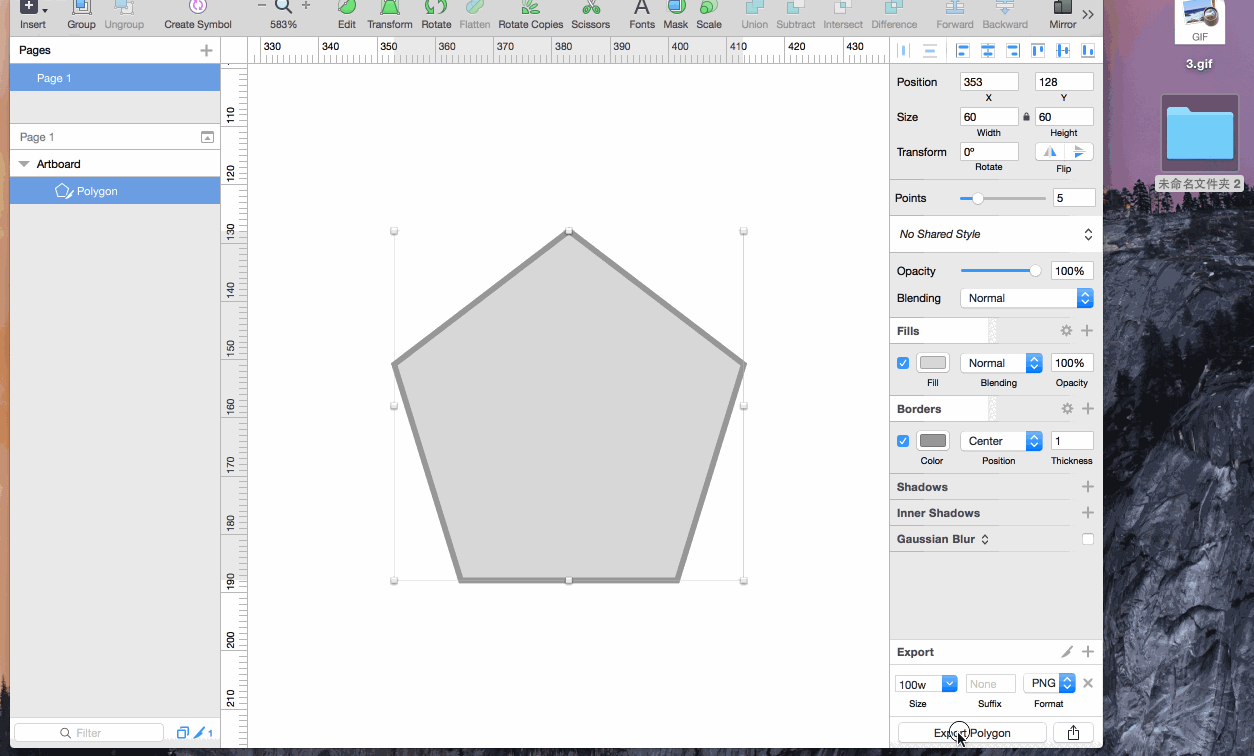 Insert Group Ungroup Create Symbol 583% Edit Transform Rotate Flatten Rotate Copies Scissors Fonts Mask Scale Union Subtract Intersect Difference Forward Backward Mirror
GIF
3.gif
未命名文件夹 2
Pages
Page 1
Page 1
Artboard
Polygon
Filter
1
330 340 350 360 370 380 390 400 410 420 430
110
120
130
140
150
160
170
180
190
200
210
Position 353 128
X Y
Size 60 60
Width Height
Transform 0º
Rotate Flip
Points 5
No Shared Style
Opacity 100%
Blending Normal
Fills
Normal 100%
Fill Blending Opacity
Borders
Center 1
Color Position Thickness
Shadows
Inner Shadows
Gaussian Blur
Export
100w None PNG
Size Suffix Format
Export Polygon